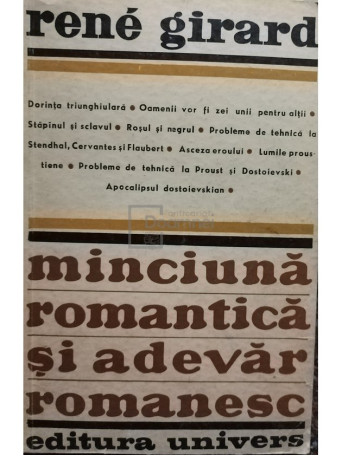 rené girard
Dorința triunghiulară • Oamenii vor fi zei unii pentru alții •
Stăpînul și sclavul • Roșul și negrul • Probleme de tehnică la
Stendhal, Cervantes și Flaubert • Asceza eroului • Lumile prous-
tiene • Probleme de tehnică la Proust și Dostoievski •
Apocalipsul dostoievskian •
minciună
romantică
și adevăr
romanesc
editura univers